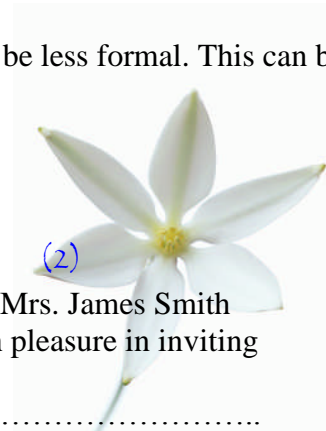 be less formal. This can b
(2)
Mrs. James Smith
pleasure in inviting
…………………………..